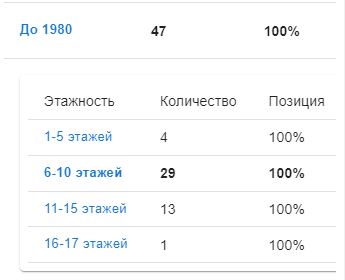 До 1980 47 100%
Этажность Количество Позиция
1-5 этажей 4 100%
6-10 этажей 29 100%
11-15 этажей 13 100%
16-17 этажей 1 100%